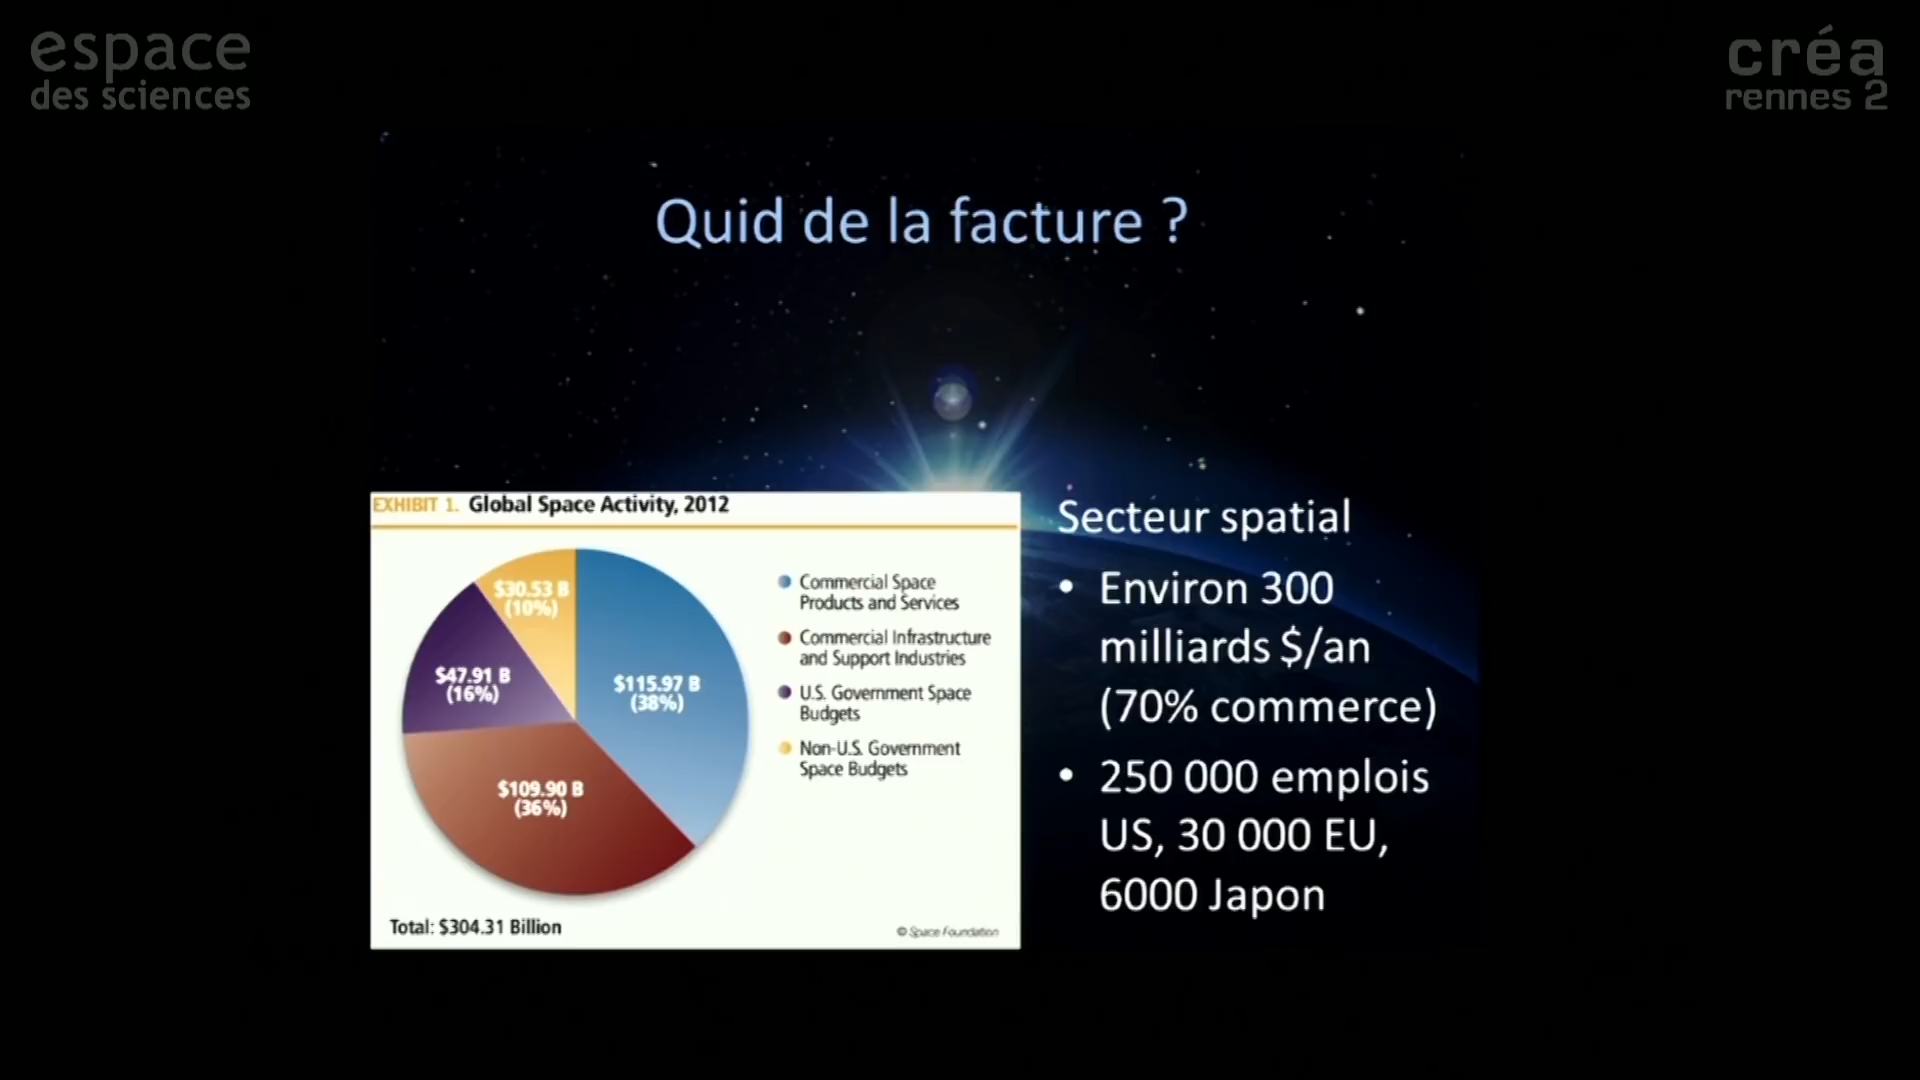 espace
des sciences
créa
rennes 2
Quid de la facture ?
EXHIBIT 1. Global Space Activity, 2012
$30.53 B
(10%)
$47.91 B
(16%)
$115.97 B
(38%)
$109.90 B
(36%)
Commercial Space
Products and Services
Commercial Infrastructure
and Support Industries
U.S. Government Space
Budgets
Non-U.S. Government
Space Budgets
Total: $304.31 Billion
© Space Foundation
Secteur spatial
• Environ 300
milliards $/an
(70% commerce)
• 250 000 emplois
US, 30 000 EU,
6000 Japon